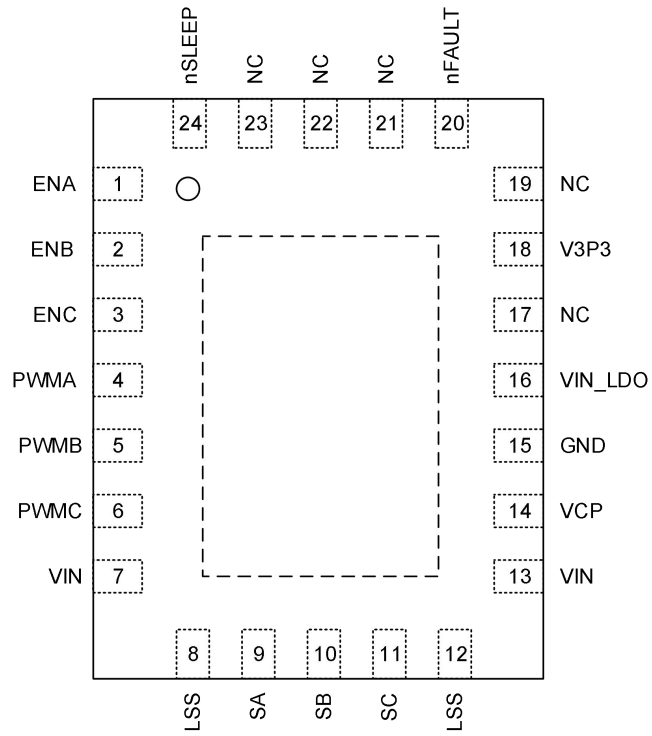 nSLEEP NC NC NC nFAULT
24 23 22 21 20
ENA 1 19 NC
ENB 2 18 V3P3
ENC 3 17 NC
PWMA 4 16 VIN_LDO
PWMB 5 15 GND
PWMC 6 14 VCP
VIN 7 13 VIN
8 9 10 11 12
LSS SA SB SC LSS